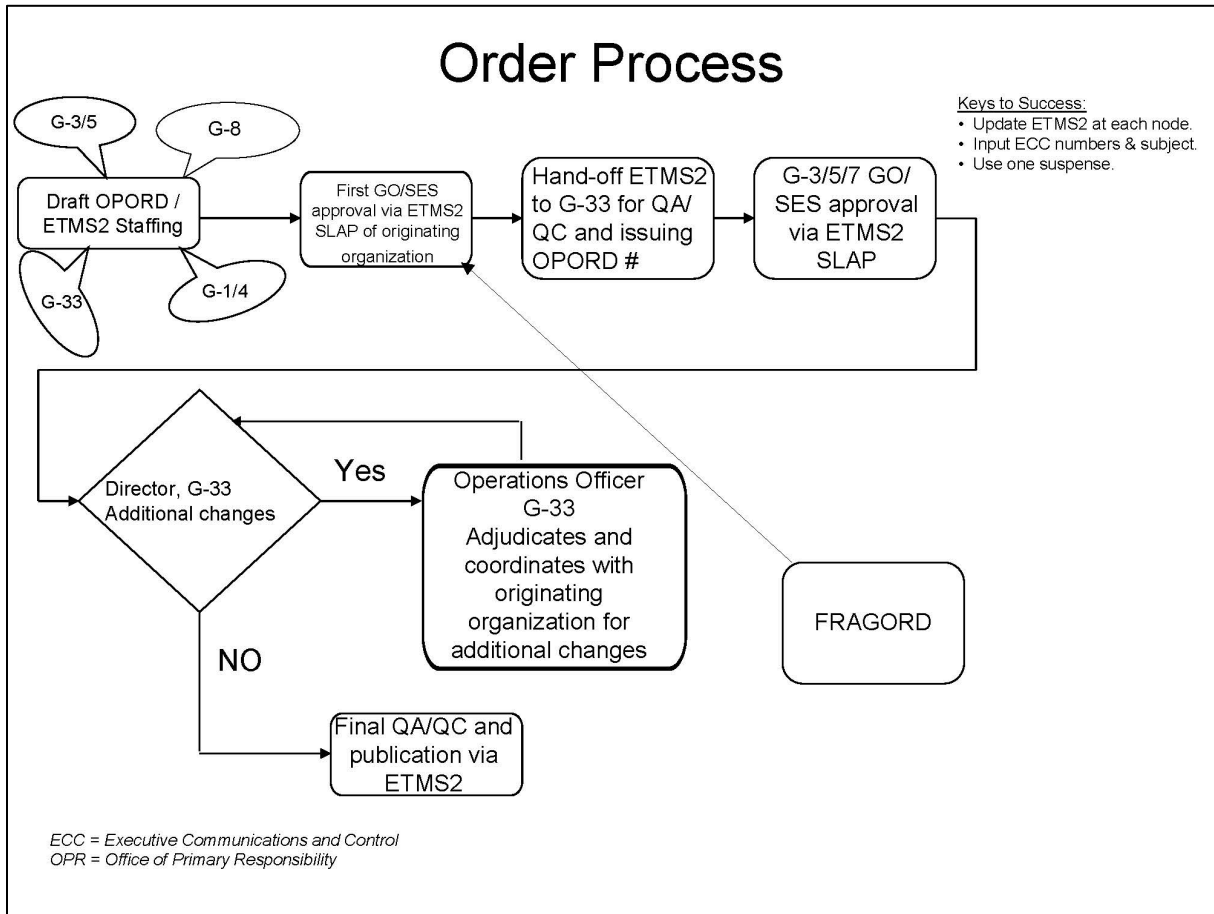 Order Process
Keys to Success:
• Update ETMS2 at each node.
• Input ECC numbers & subject.
• Use one suspense.
G-3/5
G-8
Draft OPORD /
ETMS2 Staffing
G-33
G-1/4
First GO/SES
approval via ETMS2
SLAP of originating
organization
Hand-off ETMS2
to G-33 for QA/
QC and issuing
OPORD #
G-3/5/7 GO/
SES approval
via ETMS2
SLAP
Director, G-33
Additional changes
Yes
Operations Officer
G-33
Adjudicates and
coordinates with
originating
organization for
additional changes
FRAGORD
NO
Final QA/QC and
publication via
ETMS2
ECC = Executive Communications and Control
OPR = Office of Primary Responsibility